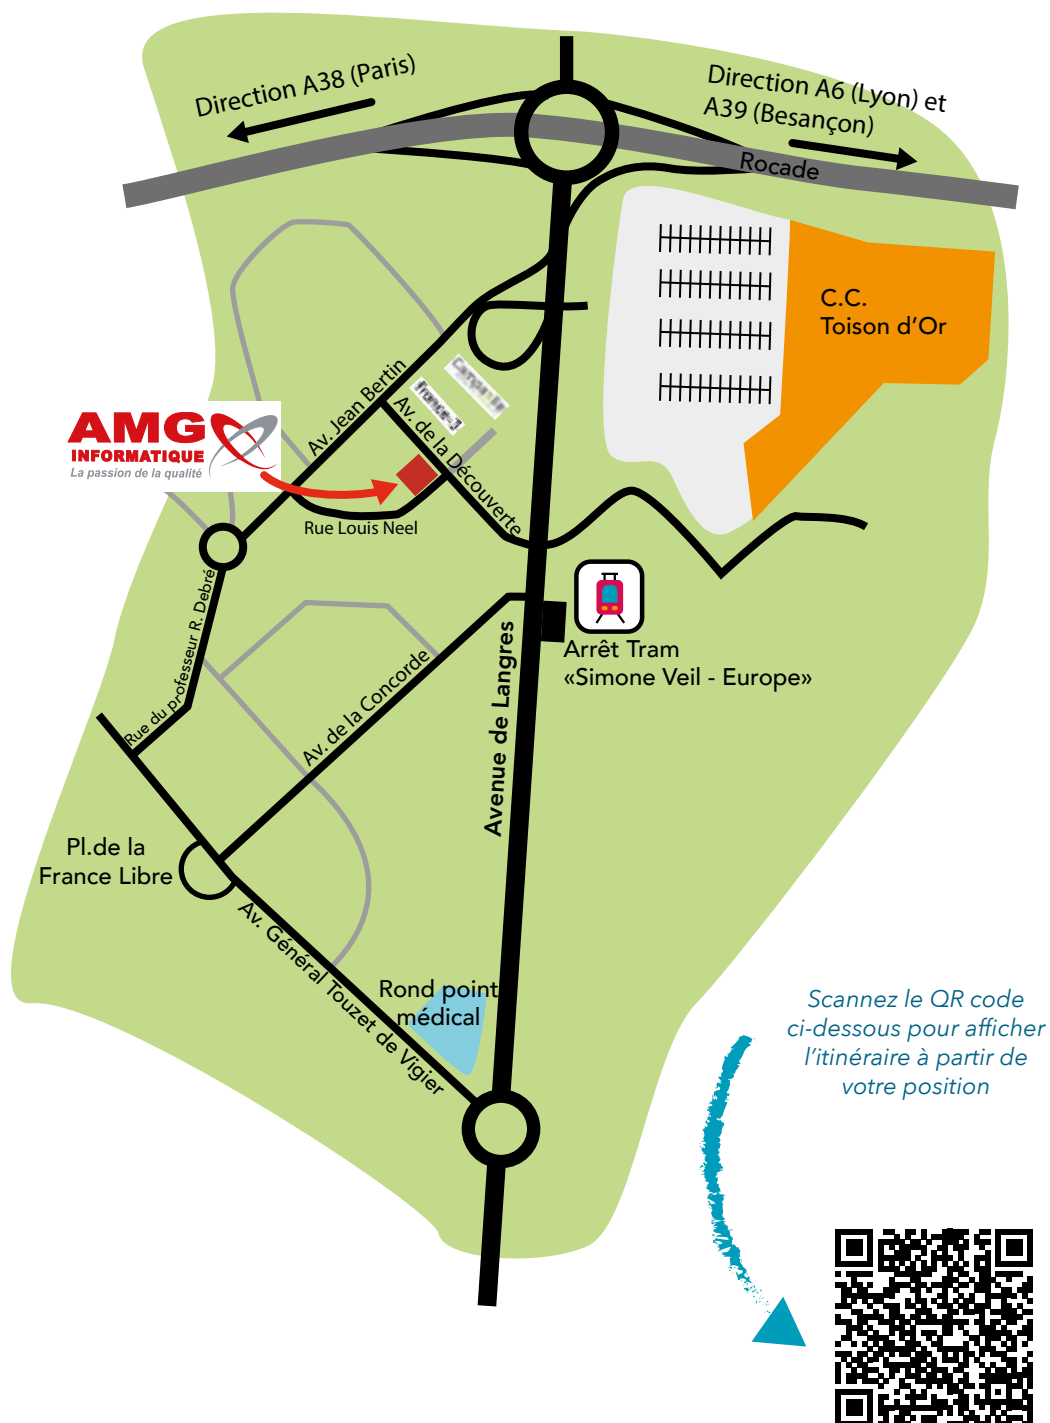 Direction A38 (Paris)
Direction A6 (Lyon) et
A39 (Besançon)
Rocade
C.C.
Toison d'Or
Av. Jean Bertin
france-3
Av. de la Découverte
AMG
INFORMATIQUE
La passion de la qualité
Rue Louis Neel
Rue du professeur R. Debré
Arrêt Tram
«Simone Veil - Europe»
Av. de la Concorde
Avenue de Langres
Pl.de la
France Libre
Av. Général Touzet de Vigier
Rond point
médical
Scannez le QR code
ci-dessous pour afficher
l'itinéraire à partir de
votre position